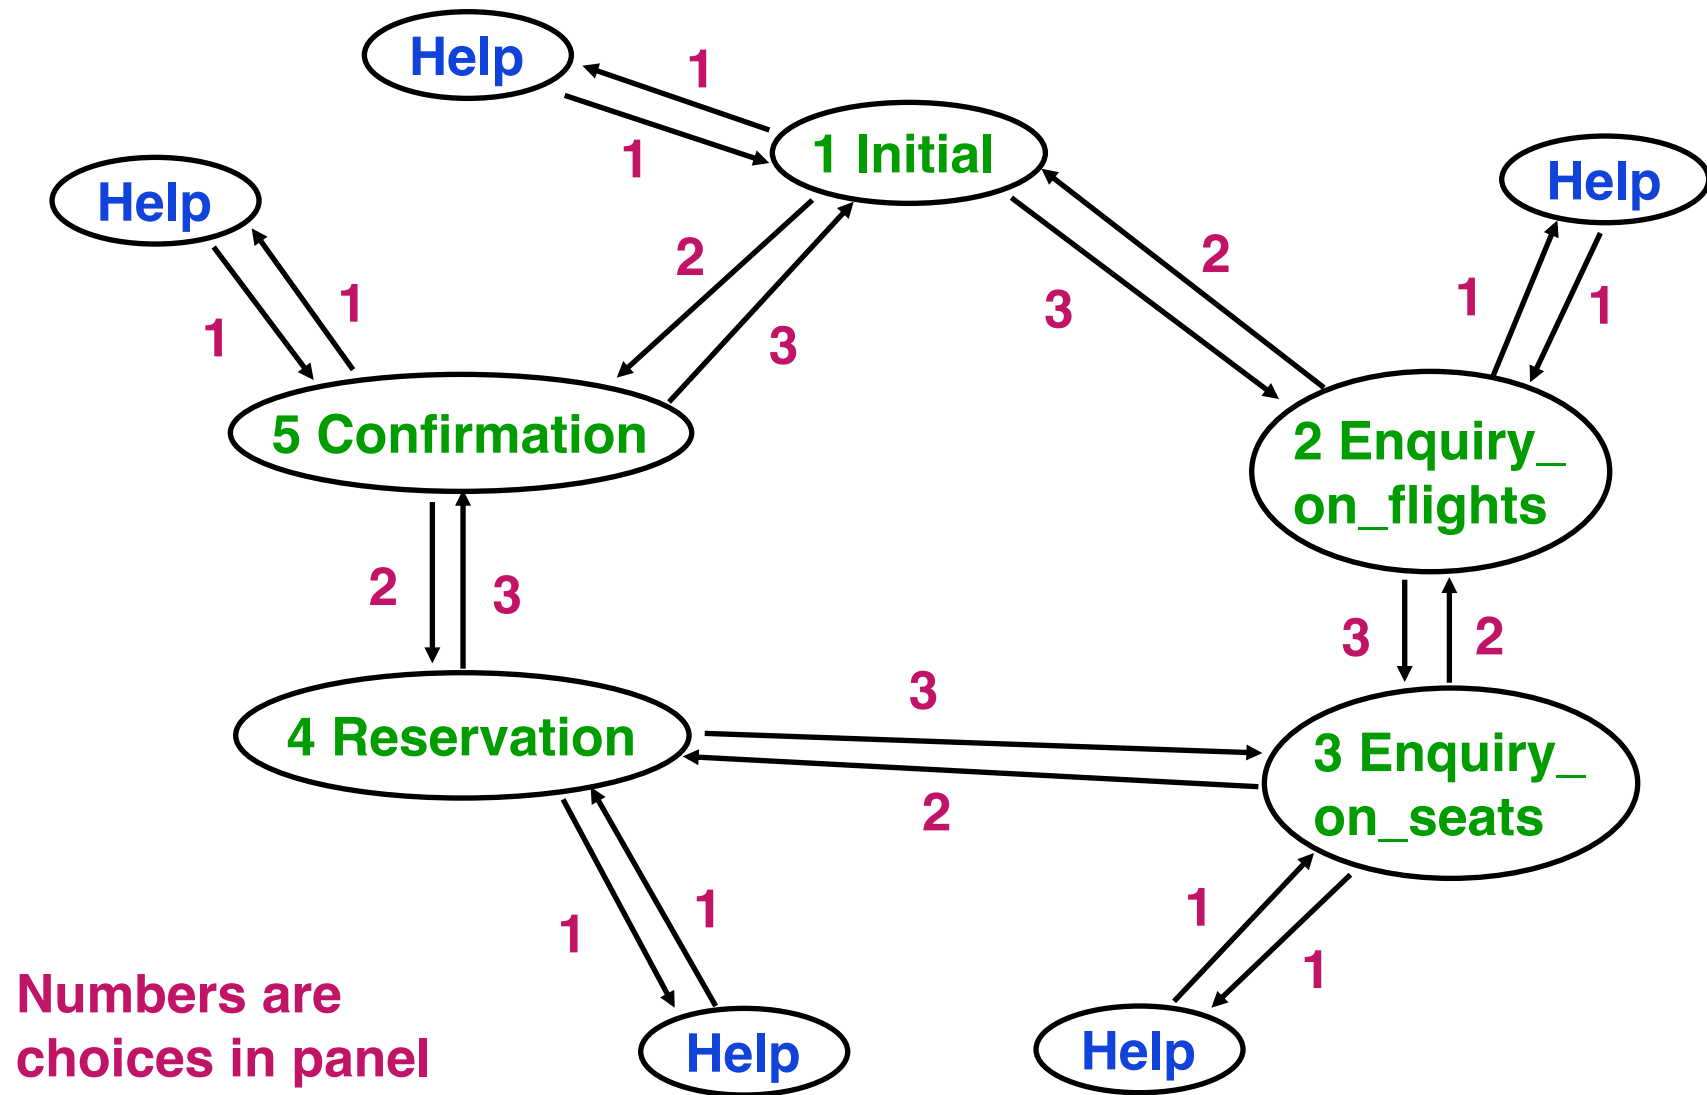 Help
1
1
1 Initial
Help
Help
2
3
2
3
1
1
1
1
5 Confirmation
2 Enquiry_
on_flights
2
3
3
2
3
4 Reservation
2
3 Enquiry_
on_seats
1
1
1
1
Help
Help
Numbers are
choices in panel